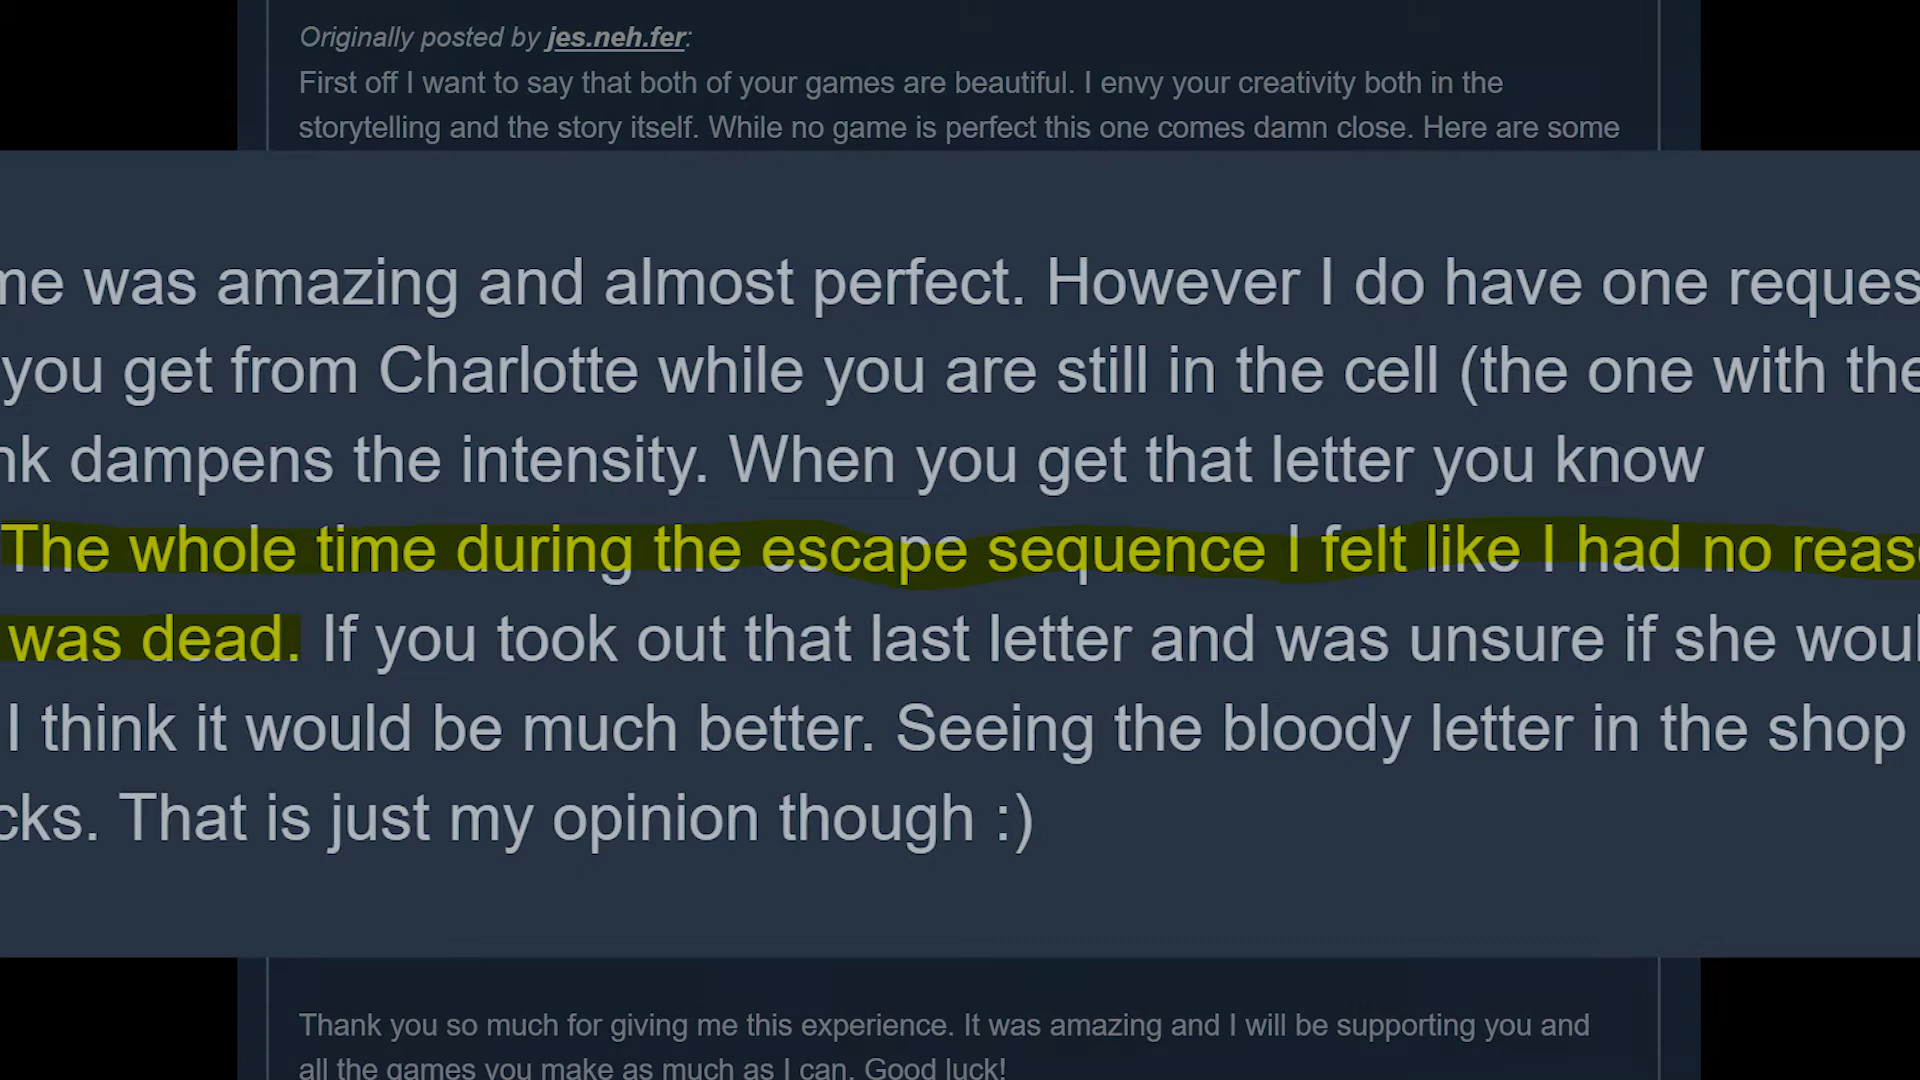 Originally posted by jes.neh.fer:
First off I want to say that both of your games are beautiful. I envy your creativity both in the
storytelling and the story itself. While no game is perfect this one comes damn close. Here are some
me was amazing and almost perfect. However I do have one reques
you get from Charlotte while you are still in the cell (the one with the
nk dampens the intensity. When you get that letter you know
The whole time during the escape sequence I felt like I had no reas
was dead. If you took out that last letter and was unsure if she woul
I think it would be much better. Seeing the bloody letter in the shop
cks. That is just my opinion though :)
Thank you so much for giving me this experience. It was amazing and I will be supporting you and
all the games you make as much as I can. Good luck!